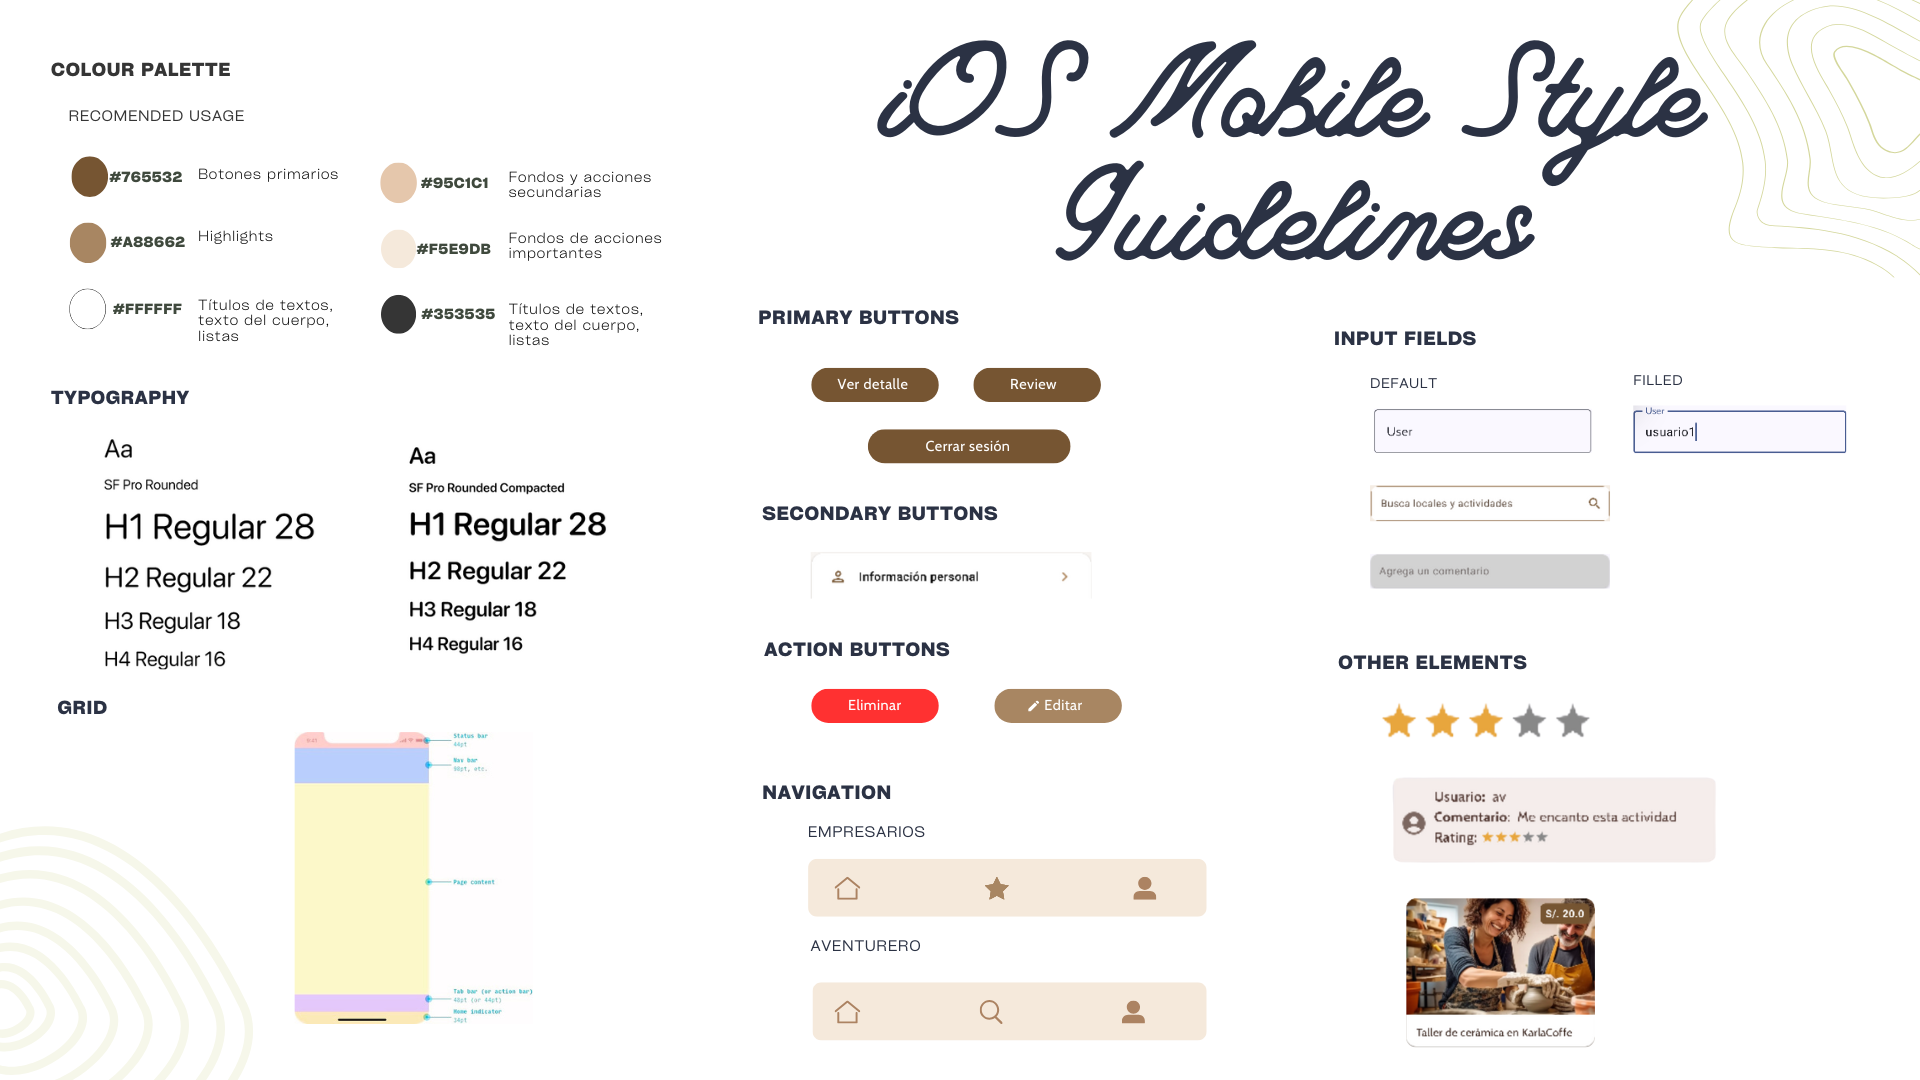 iOS Mobile Style
Guidelines
COLOUR PALETTE
RECOMENDED USAGE
#765532
Botones primarios
#95C1C1
Fondos y acciones
secundarias
#A88662
Highlights
#F5E9DB
Fondos de acciones
importantes
#FFFFFF
Títulos de textos,
texto del cuerpo,
listas
#353535
Títulos de textos,
texto del cuerpo,
listas
TYPOGRAPHY
Aa
SF Pro Rounded
H1 Regular 28
H2 Regular 22
H3 Regular 18
H4 Regular 16
Aa
SF Pro Rounded Compacted
H1 Regular 28
H2 Regular 22
H3 Regular 18
H4 Regular 16
GRID
9:41
Status bar
44pt
Nav bar
96pt, etc.
Page content
Tab bar (or action bar)
48pt (or 44pt)
Home indicator
34pt
PRIMARY BUTTONS
Ver detalle
Review
Cerrar sesión
SECONDARY BUTTONS
Información personal
ACTION BUTTONS
Eliminar
Editar
NAVIGATION
EMPRESARIOS
AVENTURERO
INPUT FIELDS
DEFAULT
FILLED
User
User
usuario1
Busca locales y actividades
Agrega un comentario
OTHER ELEMENTS
Usuario: av
Comentario: Me encanto esta actividad
Rating:
S/. 20.0
Taller de cerámica en KarlaCoffe